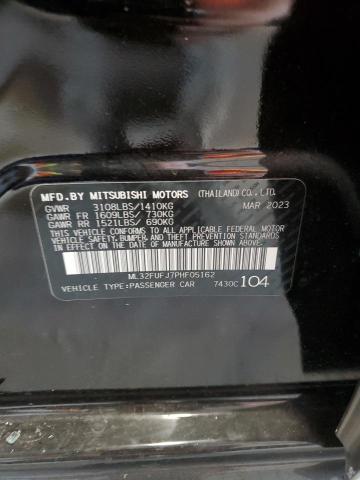 MFD.BY MITSUBISHI MOTORS (THAILAND)CO.,LTD.
GVWR 3108LBS/1410KG MAR 2023
GAWR FR 1609LBS/ 730KG
GAWR RR 1521LBS/ 690KG
THIS VEHICLE CONFORMS TO ALL APPLICABLE
U.S.FEDERAL MOTOR VEHICLE SAFETY, BUMPER,
AND THEFT PREVENTION STANDARDS IN EFFECT ON
THE DATE OF MANUFACTURE SHOWN ABOVE.
ML32FUFJ7PHF05162
VEHICLE TYPE:PASSENGER CAR 7430C 104